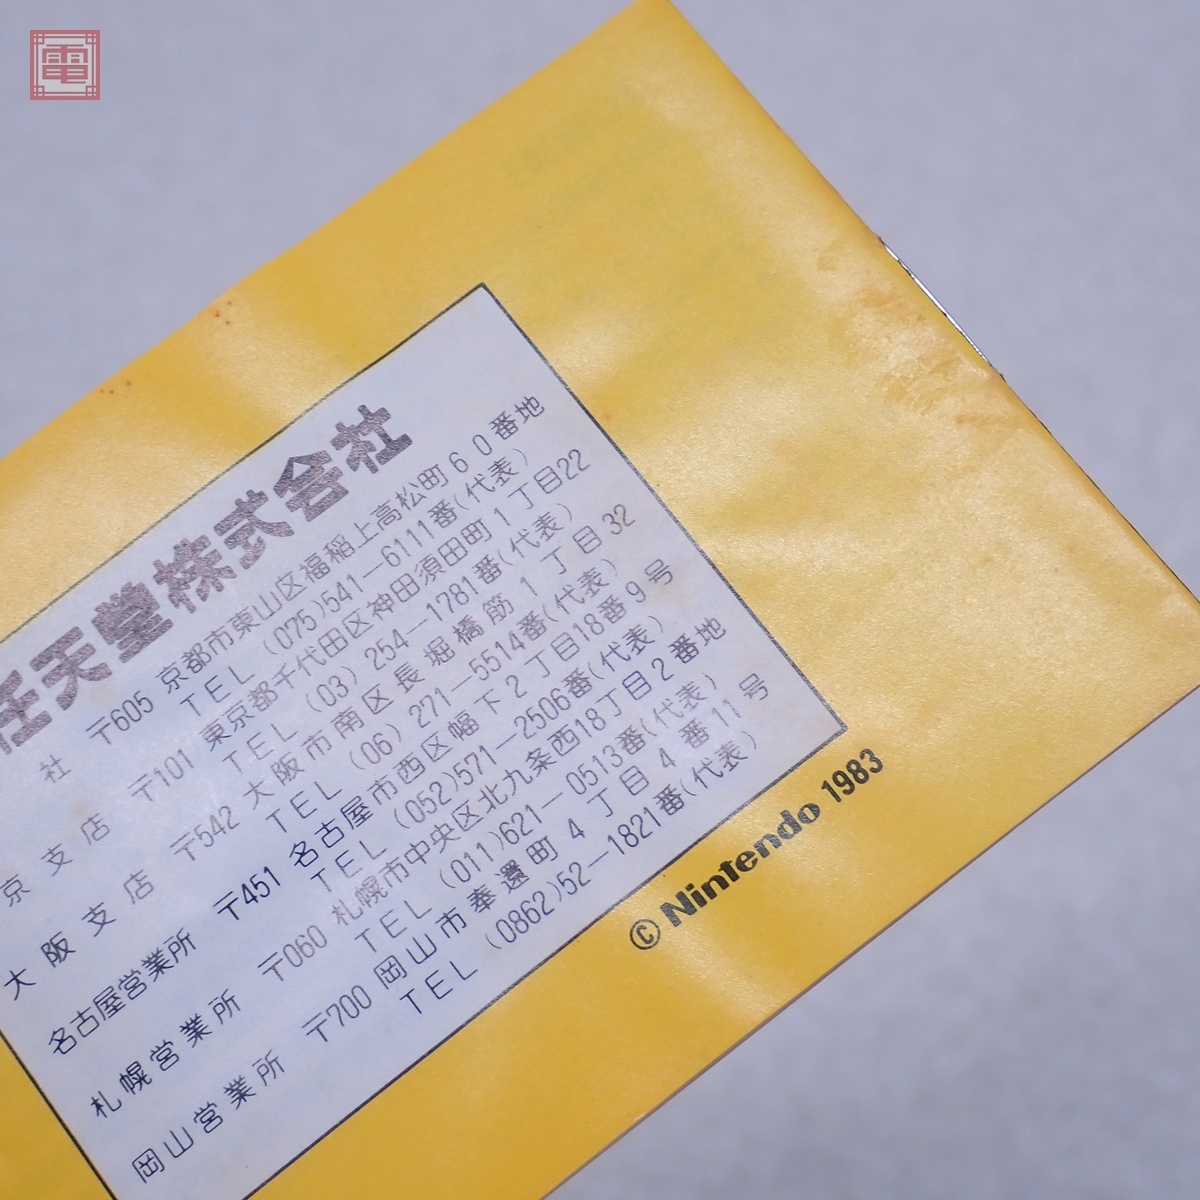 電
任天堂株式会社
社 〒605 京都市東山区福稲上高松町60番地
TEL (075)541−6111番(代表)
京支店 〒101 東京都千代田区神田須田町1丁目22
TEL (03) 254−1781番(代表)
大阪支店 〒542 大阪市南区長堀橋筋1丁目32
TEL (06) 271−5514番(代表)
名古屋営業所 〒451 名古屋市西区幅下2丁目18番9号
TEL (052)571−2506番(代表)
札幌営業所 〒060 札幌市中央区北九条西18丁目2番地
TEL (011)621−0513番(代表)
岡山営業所 〒700 岡山市奉還町4丁目4番11号
TEL (0862)52−1821番(代表)
© Nintendo 1983